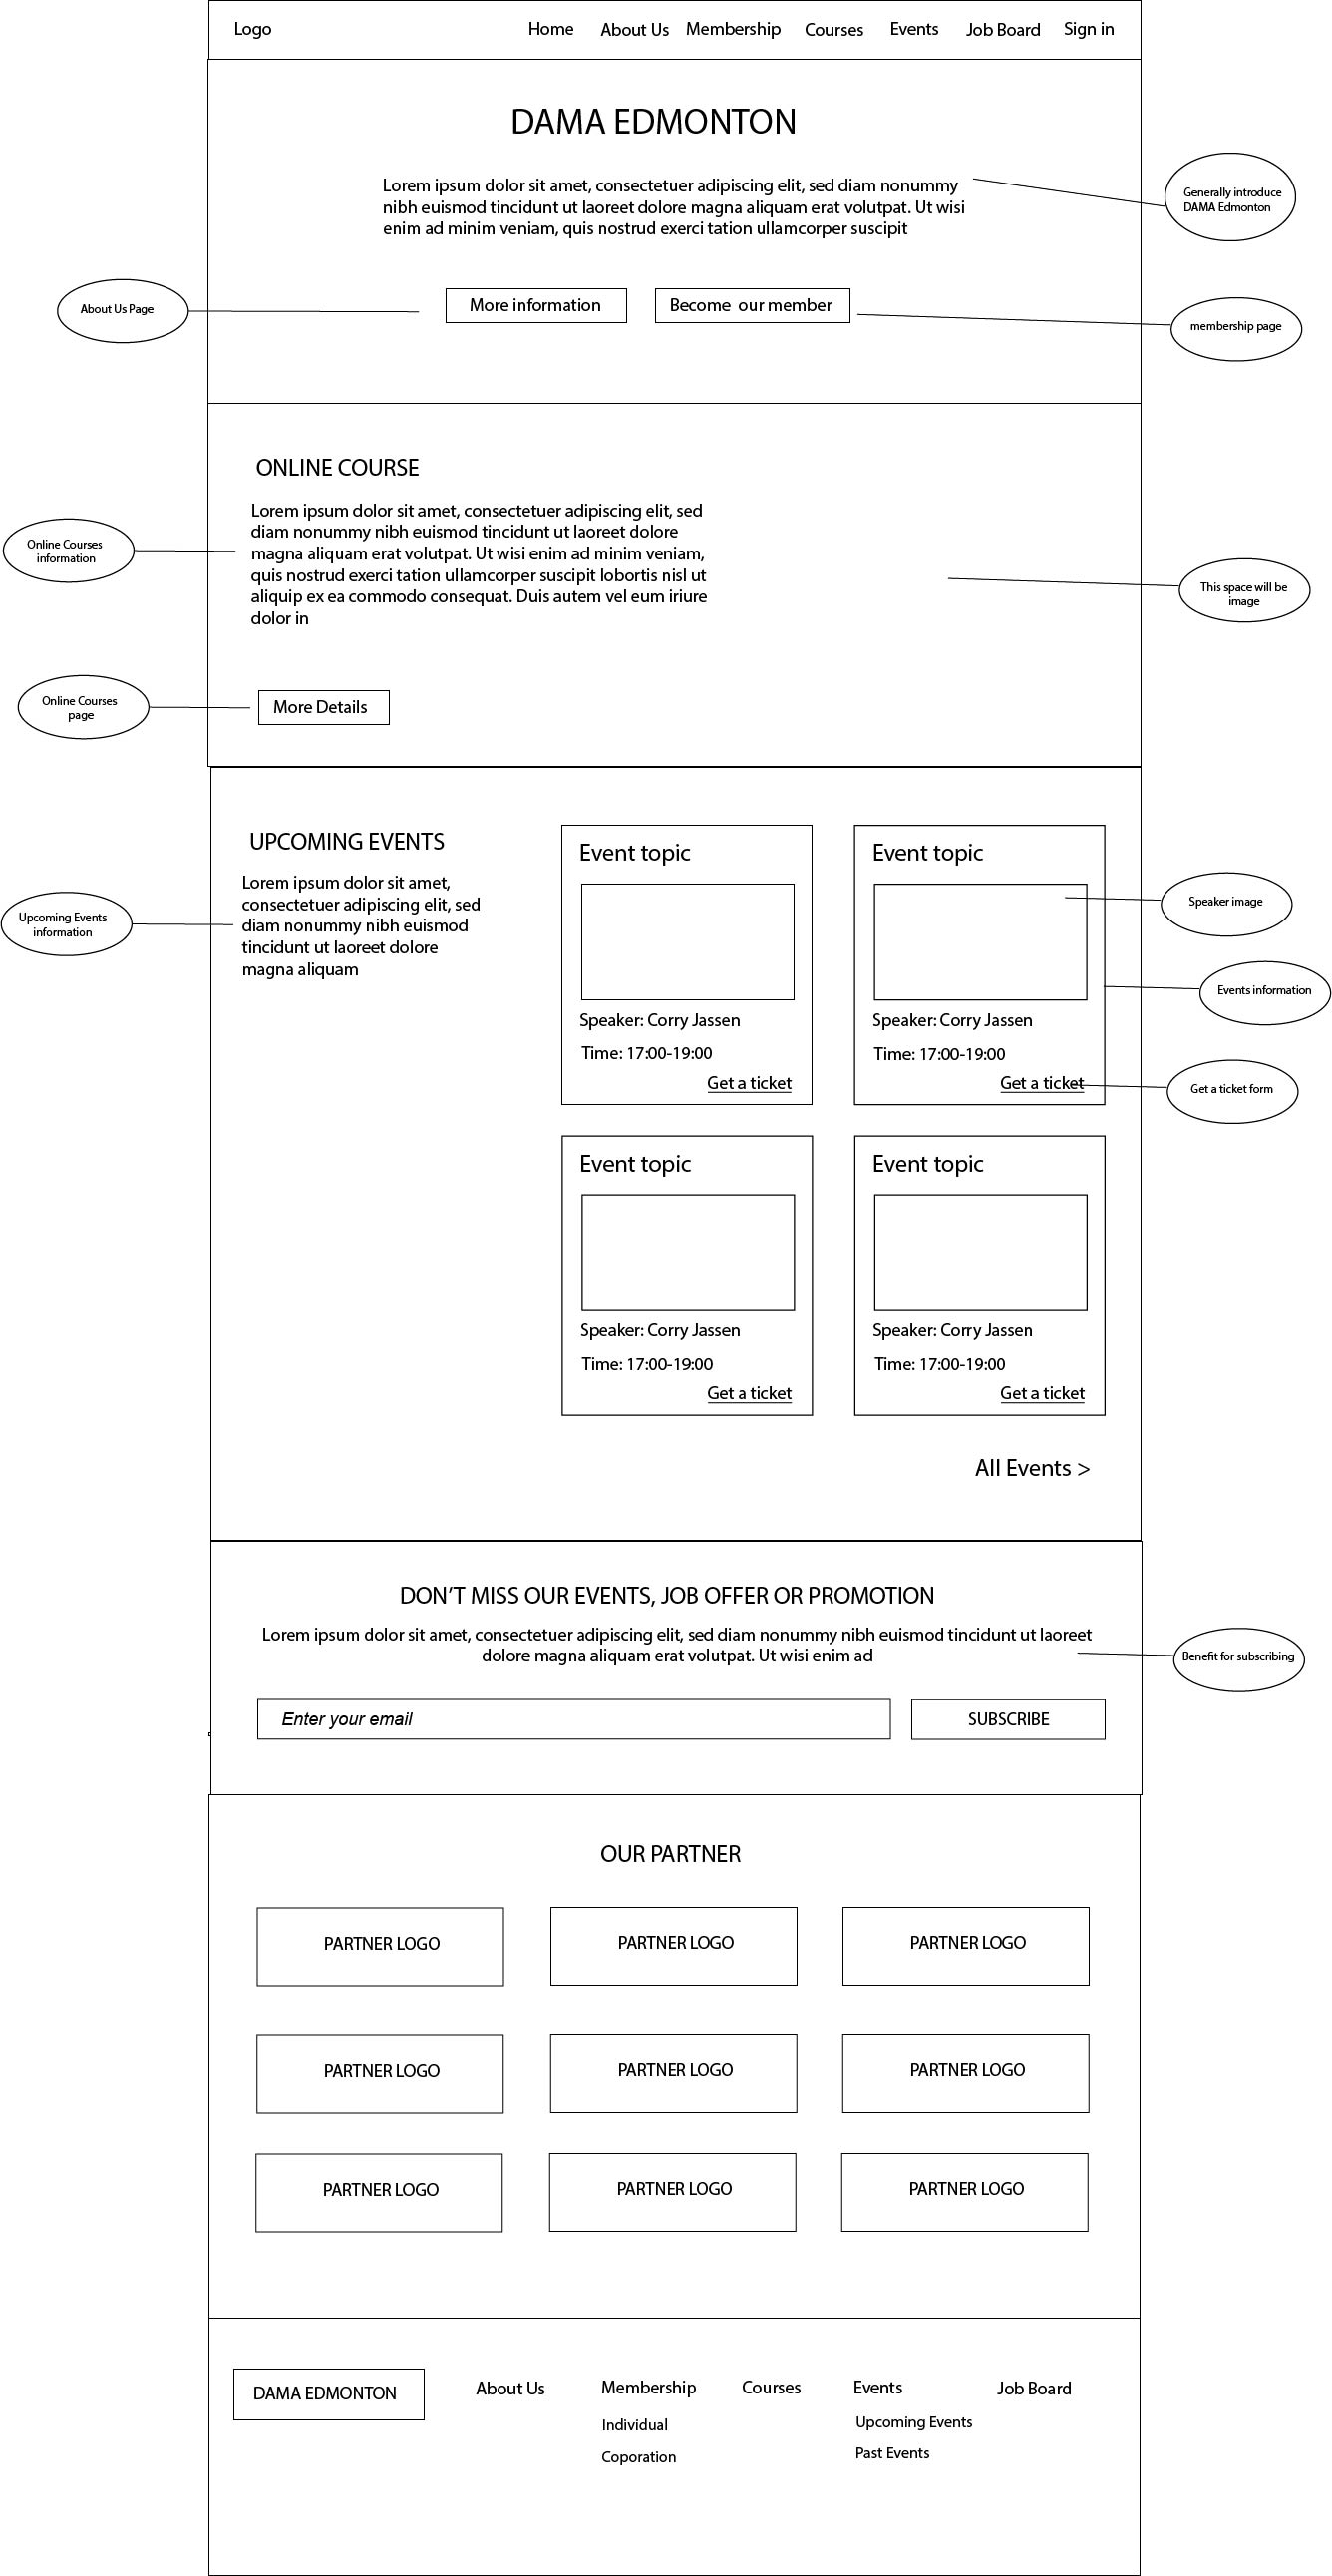 Logo
Home
About Us
Membership
Courses
Events
Job Board
Sign in
DAMA EDMONTON
Lorem ipsum dolor sit amet, consectetuer adipiscing elit, sed diam nonummy
nibh euismod tincidunt ut laoreet dolore magna aliquam erat volutpat. Ut wisi
enim ad minim veniam, quis nostrud exerci tation ullamcorper suscipit
Generally introduce
DAMA Edmonton
About Us Page
More information
Become  our member
membership page
ONLINE COURSE
Lorem ipsum dolor sit amet, consectetuer adipiscing elit, sed
diam nonummy nibh euismod tincidunt ut laoreet dolore
magna aliquam erat volutpat. Ut wisi enim ad minim veniam,
quis nostrud exerci tation ullamcorper suscipit lobortis nisl ut
aliquip ex ea commodo consequat. Duis autem vel eum iriure
dolor in
Online Courses
information
This space will be
image
Online Courses
page
More Details
UPCOMING EVENTS
Lorem ipsum dolor sit amet,
consectetuer adipiscing elit, sed
diam nonummy nibh euismod
tincidunt ut laoreet dolore
magna aliquam
Upcoming Events
information
Event topic
Speaker: Corry Jassen
Time: 17:00-19:00
Get a ticket
Event topic
Speaker: Corry Jassen
Time: 17:00-19:00
Get a ticket
Speaker image
Events information
Get a ticket form
Event topic
Speaker: Corry Jassen
Time: 17:00-19:00
Get a ticket
Event topic
Speaker: Corry Jassen
Time: 17:00-19:00
Get a ticket
All Events >
DON'T MISS OUR EVENTS, JOB OFFER OR PROMOTION
Lorem ipsum dolor sit amet, consectetuer adipiscing elit, sed diam nonummy nibh euismod tincidunt ut laoreet
dolore magna aliquam erat volutpat. Ut wisi enim ad
Benefit for subscribing
Enter your email
SUBSCRIBE
OUR PARTNER
PARTNER LOGO
PARTNER LOGO
PARTNER LOGO
PARTNER LOGO
PARTNER LOGO
PARTNER LOGO
PARTNER LOGO
PARTNER LOGO
PARTNER LOGO
DAMA EDMONTON
About Us
Membership
Individual
Coporation
Courses
Events
Upcoming Events
Past Events
Job Board